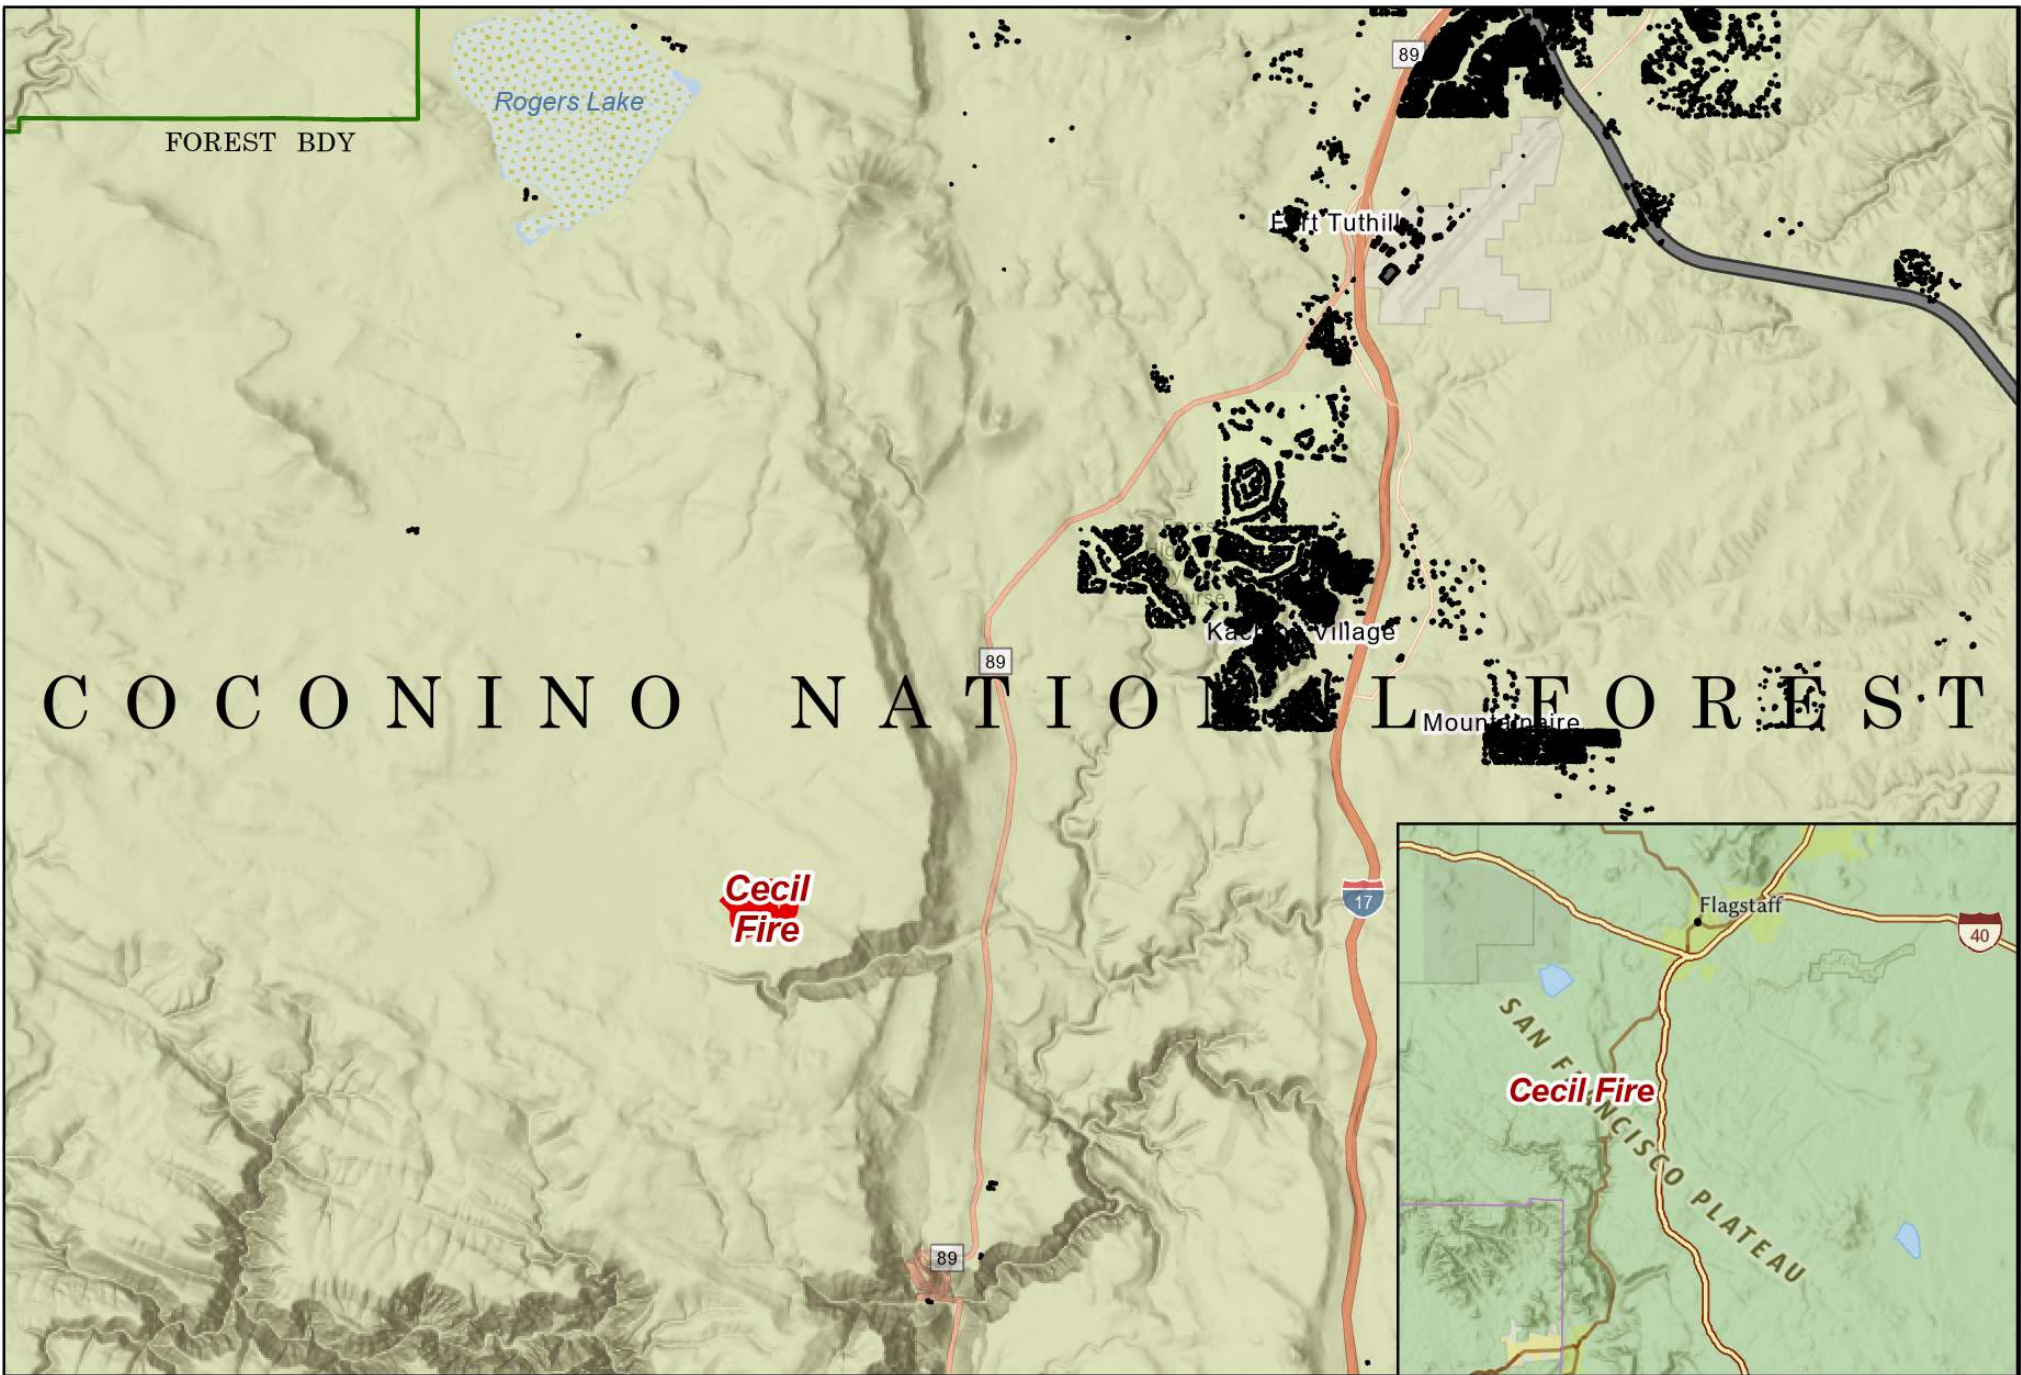 89
Rogers Lake
FOREST BDY
Fort Tuthill
Village
89
COCONINO NATIONAL FOREST
Mountainaire
Cecil
Fire
17
Flagstaff
40
SAN FRANCISCO PLATEAU
Cecil Fire
89